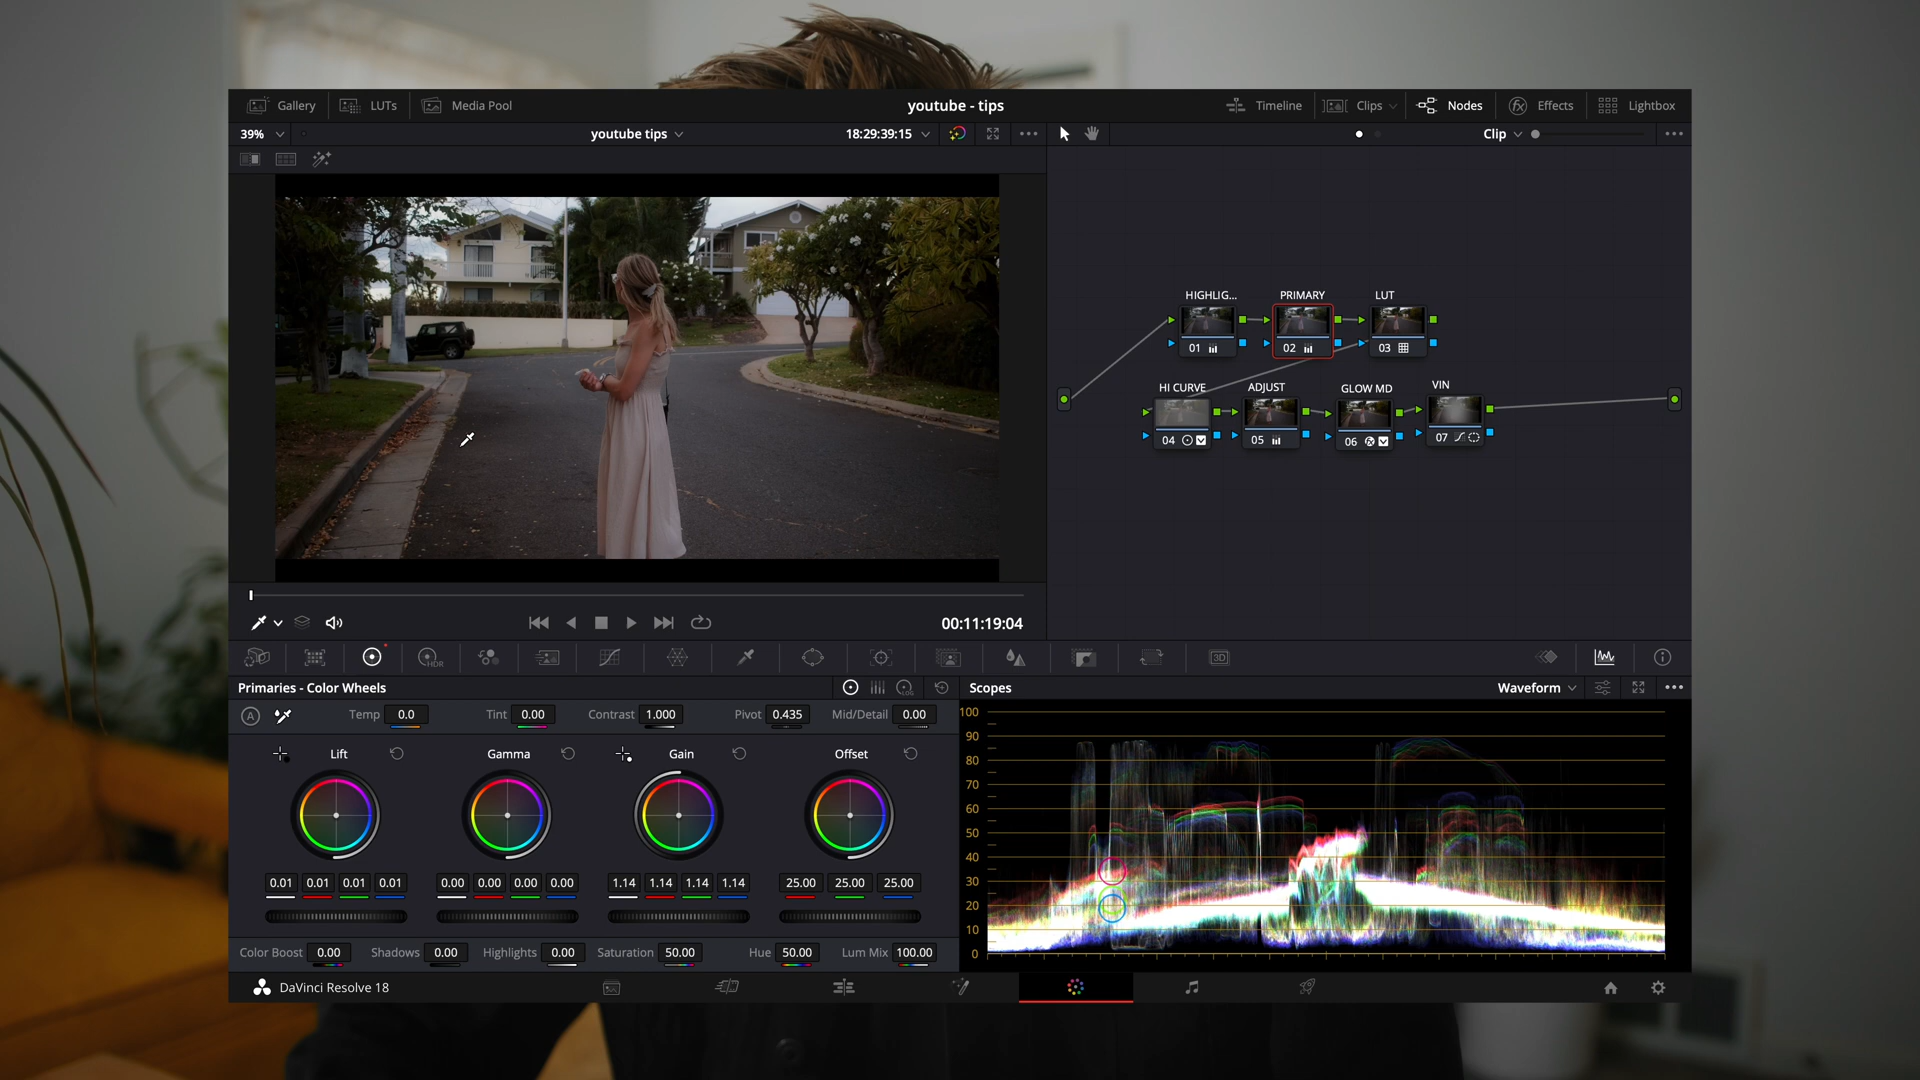 Gallery LUTs Media Pool youtube - tips Timeline Clips Nodes Effects Lightbox
39% youtube tips 18:29:39:15 Clip
HIGHLIG... PRIMARY LUT
01 02 03
HI CURVE ADJUST GLOW MD VIN
04 05 06 07
00:11:19:04
HDR 3D
Primaries - Color Wheels LOG Scopes Waveform
A Temp 0.0 Tint 0.00 Contrast 1.000 Pivot 0.435 Mid/Detail 0.00
Lift Gamma Gain Offset
0.01 0.01 0.01 0.01 0.00 0.00 0.00 0.00 1.14 1.14 1.14 1.14 25.00 25.00 25.00
Color Boost 0.00 Shadows 0.00 Highlights 0.00 Saturation 50.00 Hue 50.00 Lum Mix 100.00
100
90
80
70
60
50
40
30
20
10
0
DaVinci Resolve 18